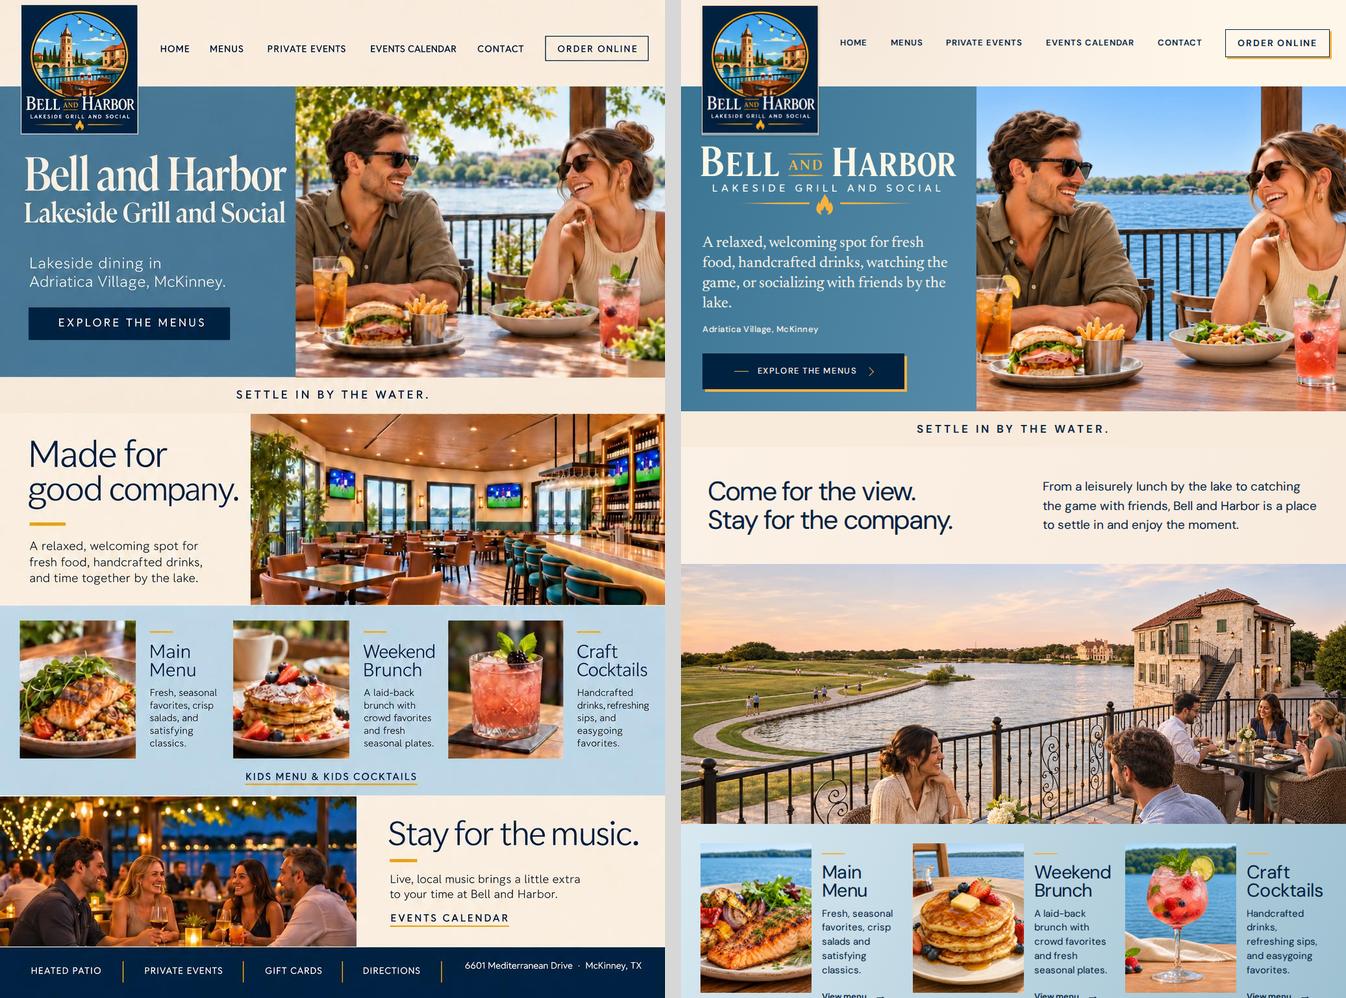 BELL AND HARBOR
LAKESIDE GRILL AND SOCIAL
HOME
MENUS
PRIVATE EVENTS
EVENTS CALENDAR
CONTACT
ORDER ONLINE
Bell and Harbor
Lakeside Grill and Social
Lakeside dining in
Adriatica Village, McKinney.
EXPLORE THE MENUS
SETTLE IN BY THE WATER.
Made for
good company.
A relaxed, welcoming spot for
fresh food, handcrafted drinks,
and time together by the lake.
Main
Menu
Fresh, seasonal
favorites, crisp
salads, and
satisfying
classics.
Weekend
Brunch
A laid-back
brunch with
crowd favorites
and fresh
seasonal plates.
Craft
Cocktails
Handcrafted
drinks, refreshing
sips, and
easygoing
favorites.
KIDS MENU & KIDS COCKTAILS
Stay for the music.
Live, local music brings a little extra
to your time at Bell and Harbor.
EVENTS CALENDAR
HEATED PATIO
PRIVATE EVENTS
GIFT CARDS
DIRECTIONS
6601 Mediterranean Drive · McKinney, TX
BELL AND HARBOR
LAKESIDE GRILL AND SOCIAL
HOME
MENUS
PRIVATE EVENTS
EVENTS CALENDAR
CONTACT
ORDER ONLINE
BELL AND HARBOR
LAKESIDE GRILL AND SOCIAL
A relaxed, welcoming spot for fresh
food, handcrafted drinks, watching the
game, or socializing with friends by the
lake.
Adriatica Village, McKinney
EXPLORE THE MENUS
SETTLE IN BY THE WATER.
Come for the view.
Stay for the company.
From a leisurely lunch by the lake to catching
the game with friends, Bell and Harbor is a place
to settle in and enjoy the moment.
Main
Menu
Fresh, seasonal
favorites, crisp
salads and
satisfying
classics.
View menu
Weekend
Brunch
A laid-back
brunch with
crowd favorites
and fresh
seasonal plates.
View menu
Craft
Cocktails
Handcrafted
drinks,
refreshing sips,
and easygoing
favorites.
View menu